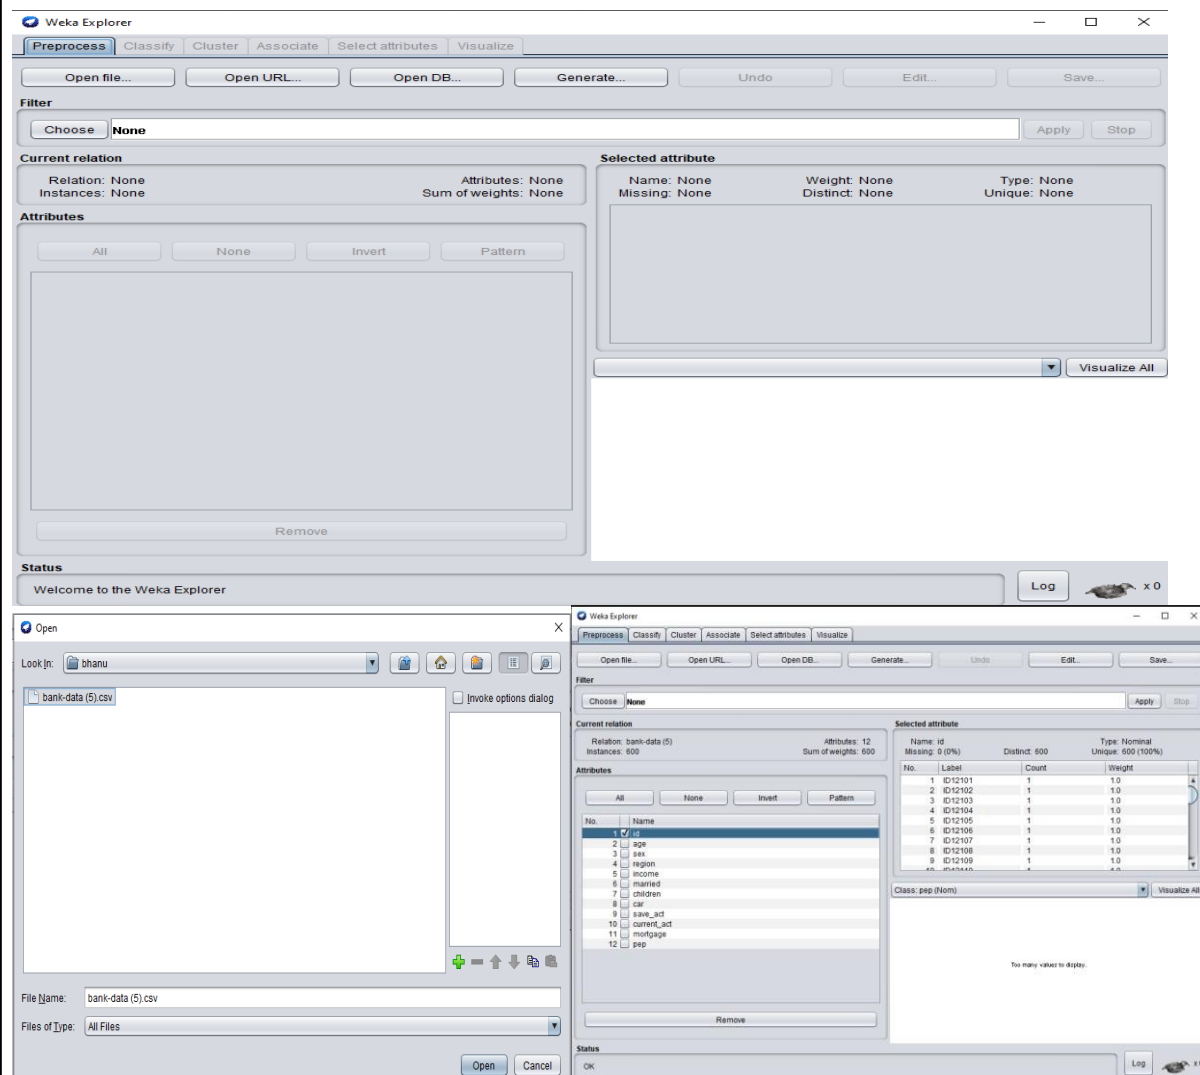 Weka Explorer
Preprocess Classify Cluster Associate Select attributes Visualize
Open file... Open URL... Open DB... Generate... Undo Edit... Save...
Filter
Choose None Apply Stop
Current relation
Relation: None Attributes: None
Instances: None Sum of weights: None
Selected attribute
Name: None Weight: None Type: None
Missing: None Distinct: None Unique: None
Attributes
All None Invert Pattern
Visualize All
Remove
Status
Welcome to the Weka Explorer
Log x 0
Open
Look In: bhanu
bank-data (5).csv
Invoke options dialog
File Name: bank-data (5).csv
Files of Type: All Files
Open Cancel
Weka Explorer
Preprocess Classify Cluster Associate Select attributes Visualize
Open file... Open URL... Open DB... Generate... Undo Edit... Save...
Filter
Choose None Apply Stop
Current relation
Relation: bank-data (5) Attributes: 12
Instances: 600 Sum of weights: 600
Attributes
All None Invert Pattern
No. Name
1 id
2 age
3 sex
4 region
5 income
6 married
7 children
8 car
9 save_act
10 current_act
11 mortgage
12 pep
Remove
Selected attribute
Name: id Type: Nominal
Missing: 0 (0%) Distinct: 600 Unique: 600 (100%)
No. Label Count Weight
1 ID12101 1 1.0
2 ID12102 1 1.0
3 ID12103 1 1.0
4 ID12104 1 1.0
5 ID12105 1 1.0
6 ID12106 1 1.0
7 ID12107 1 1.0
8 ID12108 1 1.0
9 ID12109 1 1.0
Class: pep (Nom) Visualize All
Too many values to display.
Status
OK
Log